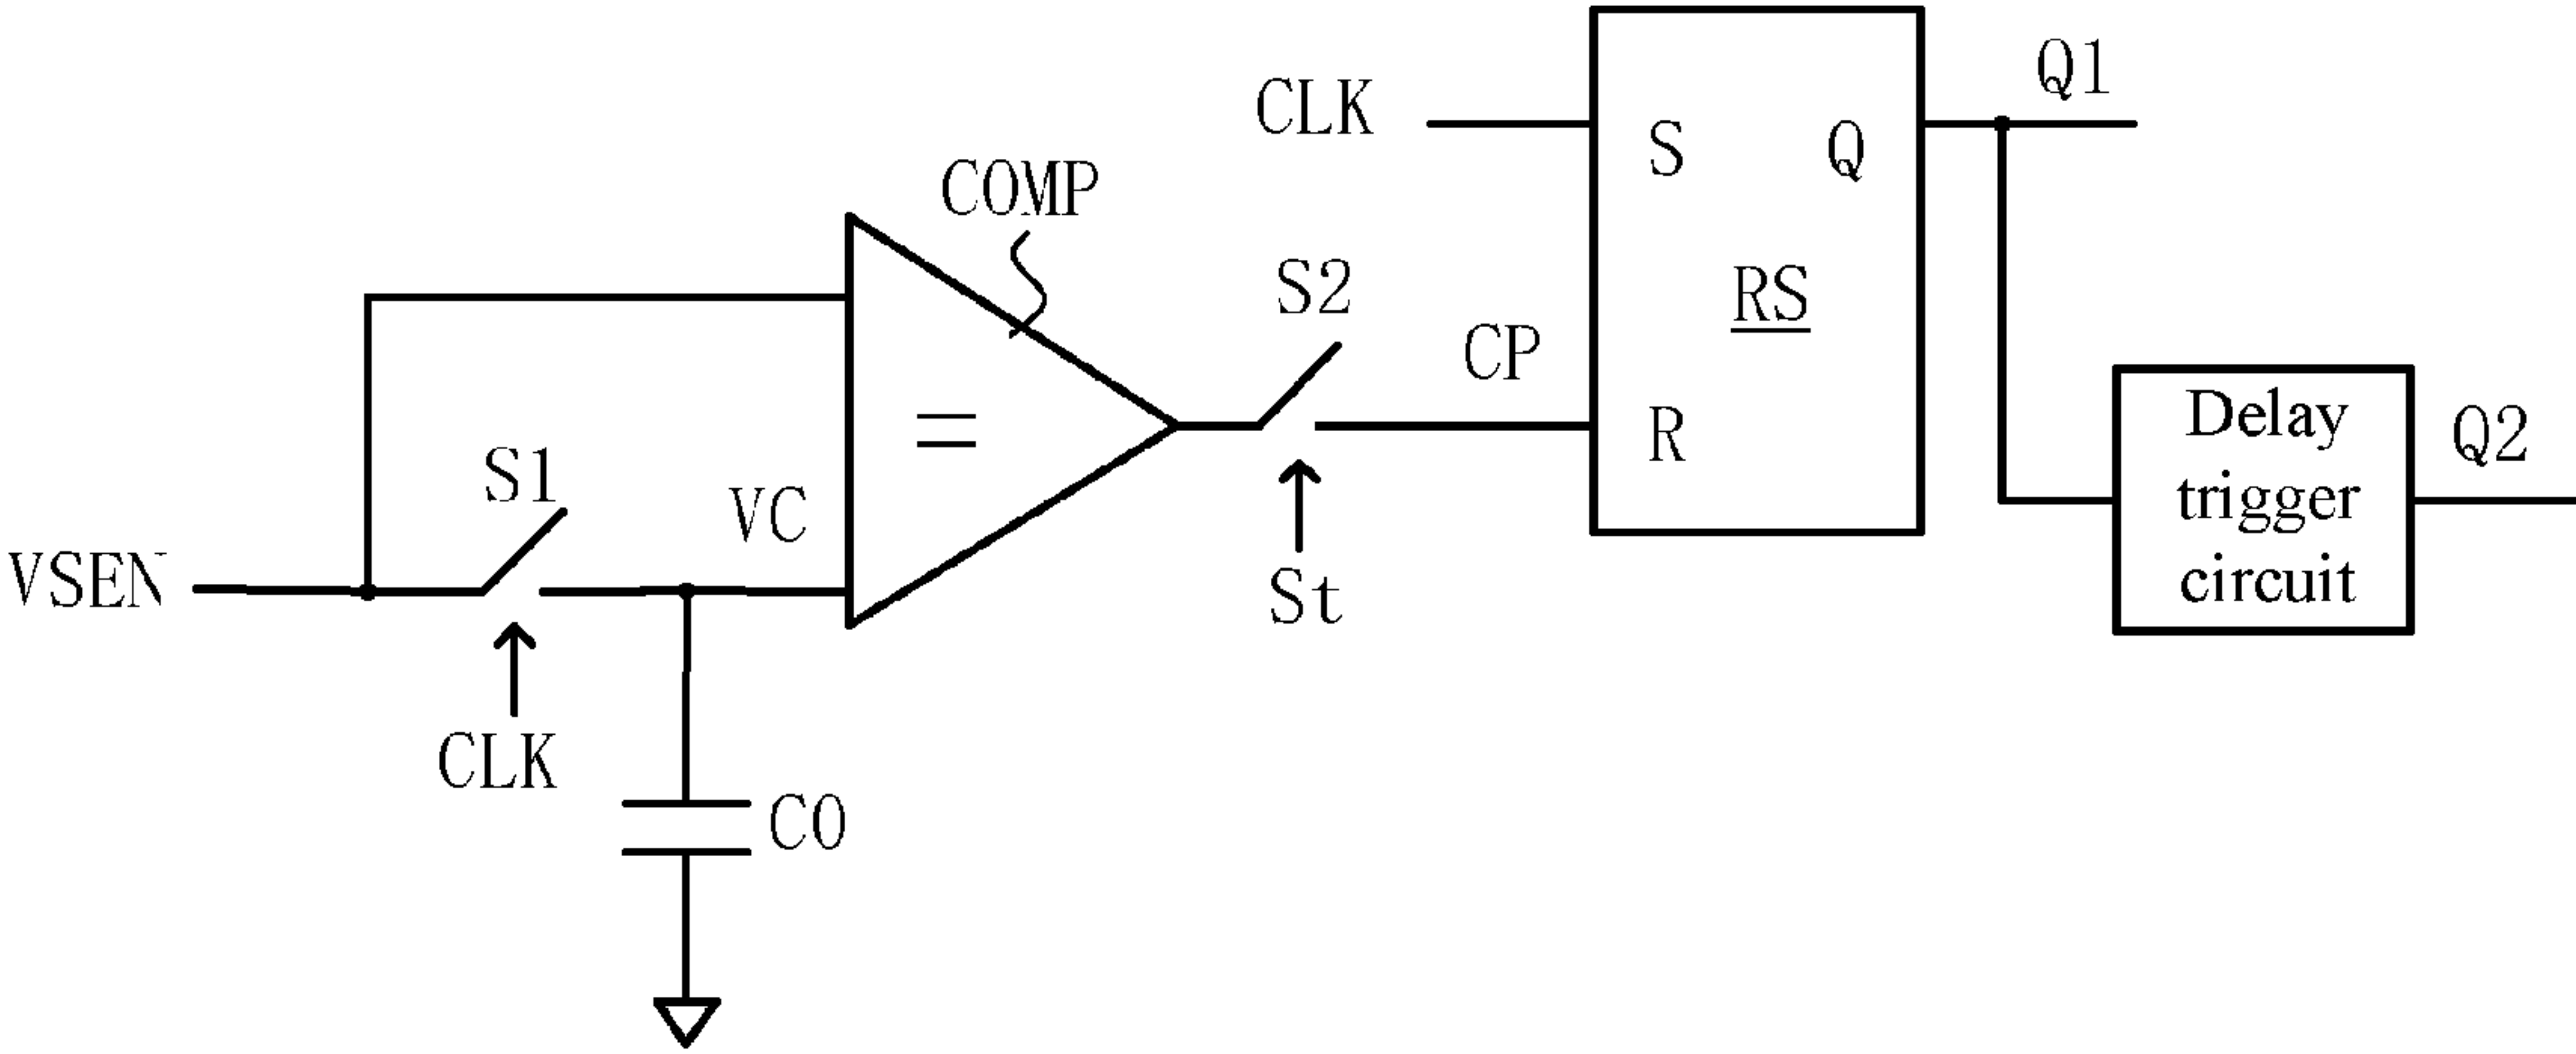 Q1
CLK
S
Q
COMP
S2
RS
CP
=
R
Delay
trigger
circuit
Q2
S1
VC
VSEN
St
CLK
C0